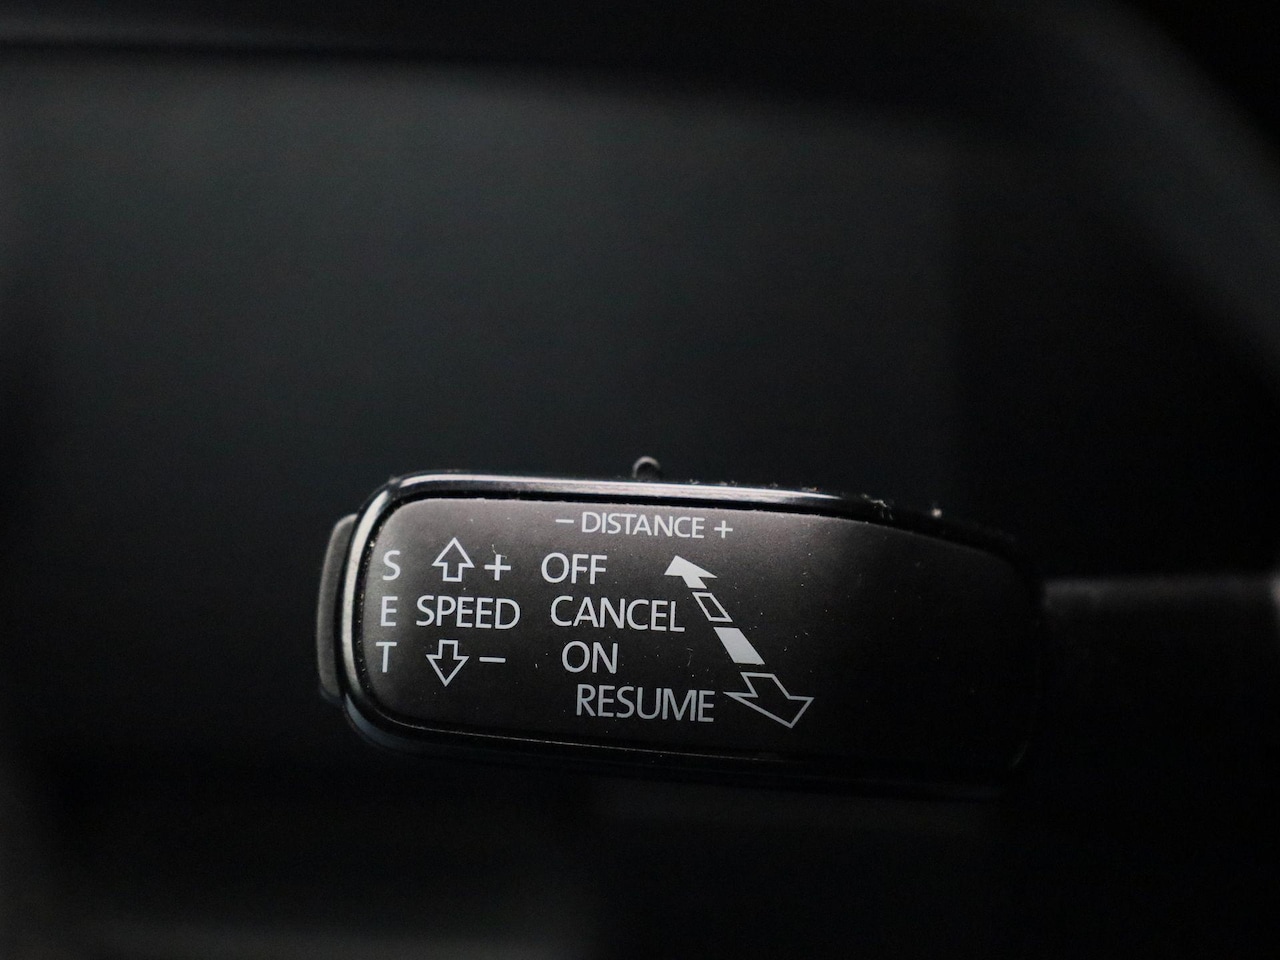 − DISTANCE +
S + OFF
E SPEED CANCEL
T − ON
RESUME